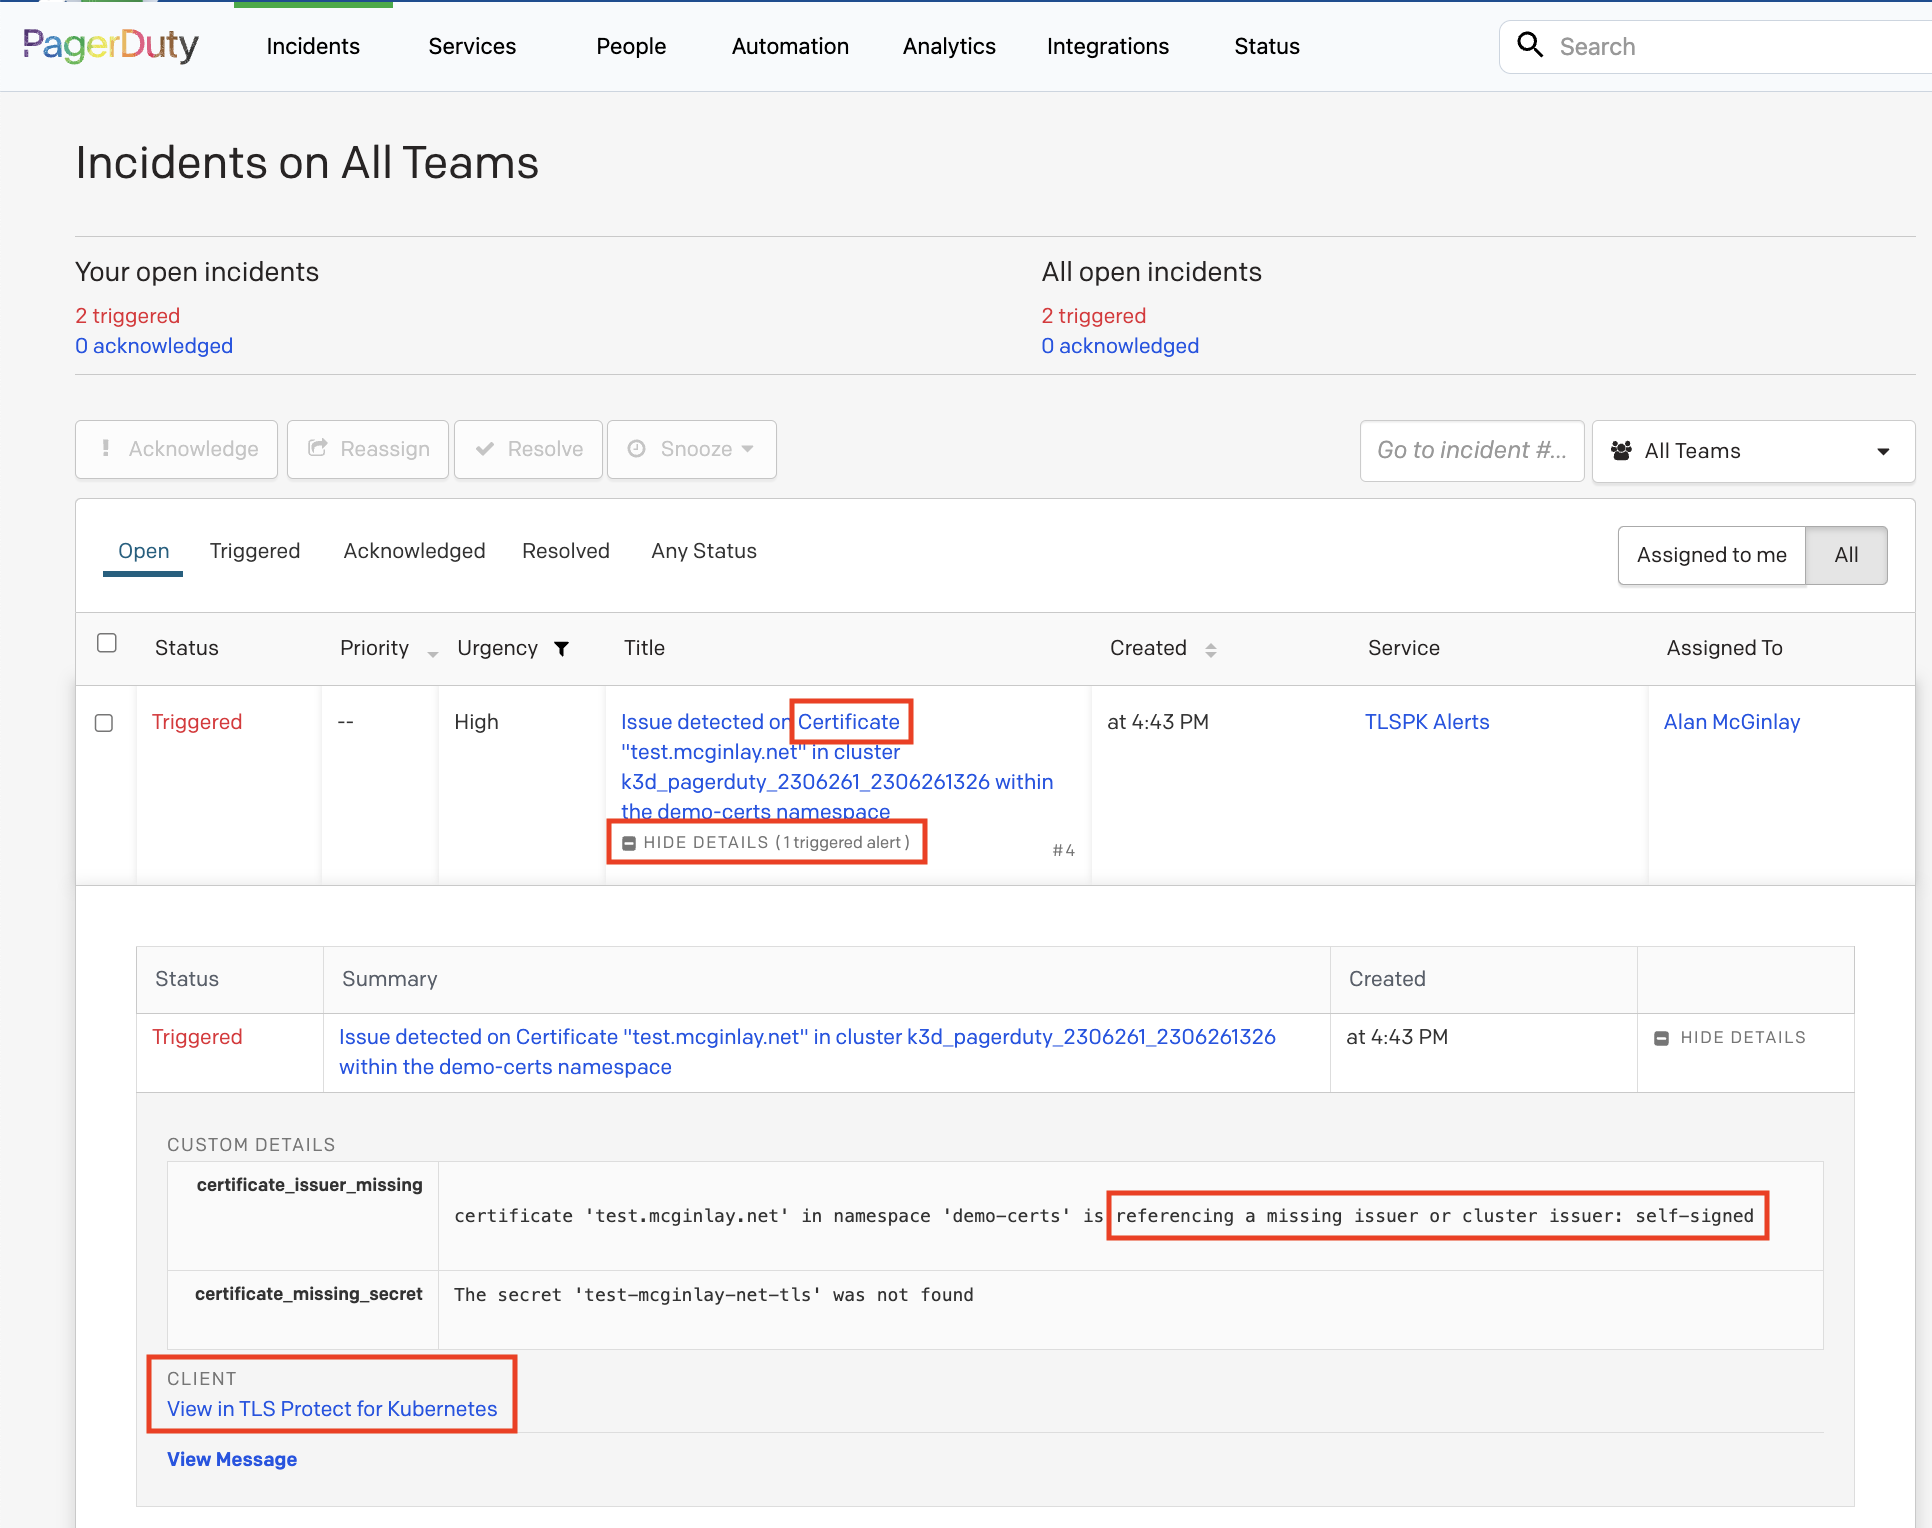 PagerDuty Incidents Services People Automation Analytics Integrations Status Search
Incidents on All Teams
Your open incidents
2 triggered
0 acknowledged
All open incidents
2 triggered
0 acknowledged
Acknowledge Reassign Resolve Snooze Go to incident #... All Teams
Open Triggered Acknowledged Resolved Any Status Assigned to me All
Status Priority Urgency Title Created Service Assigned To
Triggered -- High Issue detected on Certificate at 4:43 PM TLSPK Alerts Alan McGinlay
"test.mcginlay.net" in cluster
k3d_pagerduty_2306261_2306261326 within
the demo-certs namespace
HIDE DETAILS (1 triggered alert) #4
Status Summary Created
Triggered Issue detected on Certificate "test.mcginlay.net" in cluster k3d_pagerduty_2306261_2306261326 at 4:43 PM HIDE DETAILS
within the demo-certs namespace
CUSTOM DETAILS
certificate_issuer_missing
certificate 'test.mcginlay.net' in namespace 'demo-certs' is referencing a missing issuer or cluster issuer: self-signed
certificate_missing_secret The secret 'test-mcginlay-net-tls' was not found
CLIENT
View in TLS Protect for Kubernetes
View Message